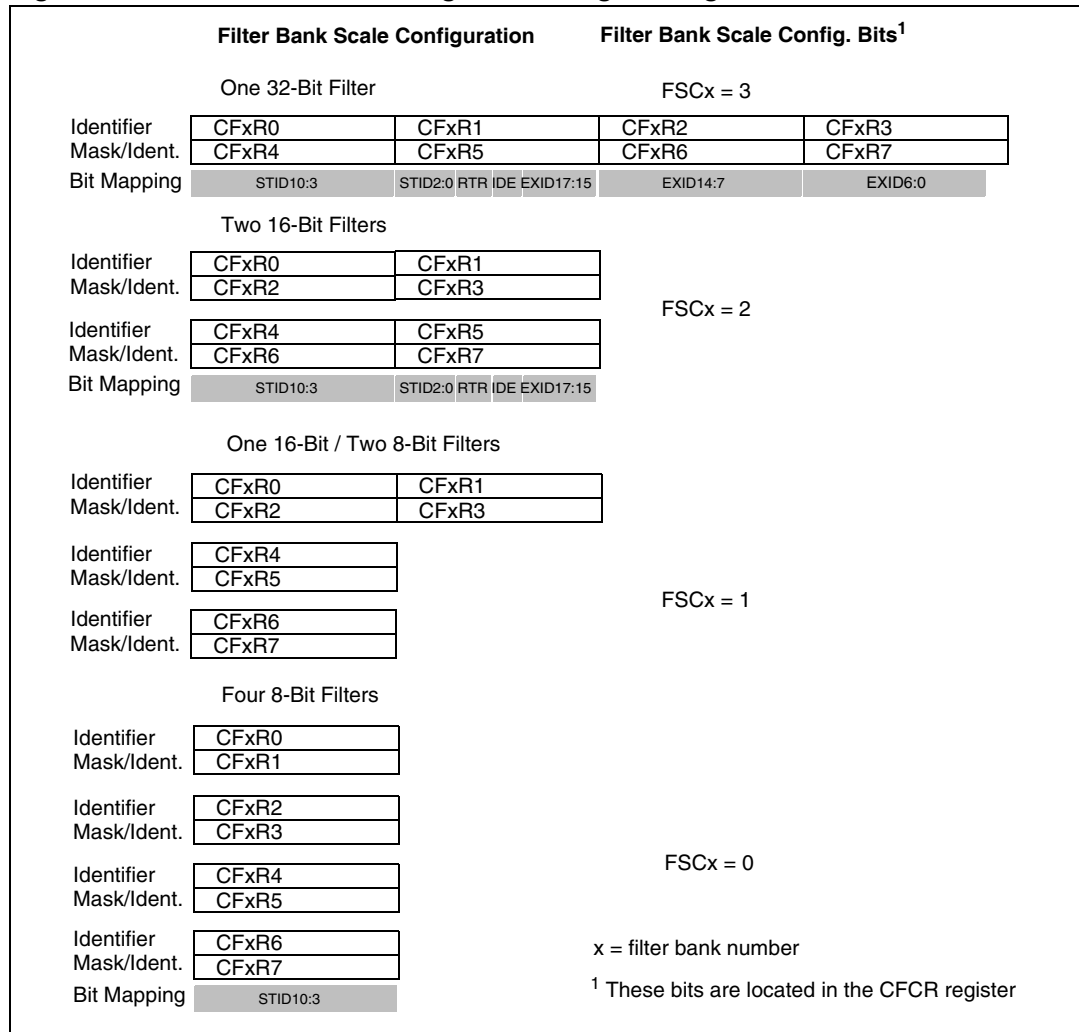 Filter Bank Scale Configuration Filter Bank Scale Config. Bits1
One 32-Bit Filter FSCx = 3
Identifier CFxR0 CFxR1 CFxR2 CFxR3
Mask/Ident. CFxR4 CFxR5 CFxR6 CFxR7
Bit Mapping STID10:3 STID2:0 RTR IDE EXID17:15 EXID14:7 EXID6:0
Two 16-Bit Filters
Identifier CFxR0 CFxR1
Mask/Ident. CFxR2 CFxR3
FSCx = 2
Identifier CFxR4 CFxR5
Mask/Ident. CFxR6 CFxR7
Bit Mapping STID10:3 STID2:0 RTR IDE EXID17:15
One 16-Bit / Two 8-Bit Filters
Identifier CFxR0 CFxR1
Mask/Ident. CFxR2 CFxR3
Identifier CFxR4
Mask/Ident. CFxR5
FSCx = 1
Identifier CFxR6
Mask/Ident. CFxR7
Four 8-Bit Filters
Identifier CFxR0
Mask/Ident. CFxR1
Identifier CFxR2
Mask/Ident. CFxR3
FSCx = 0
Identifier CFxR4
Mask/Ident. CFxR5
Identifier CFxR6
Mask/Ident. CFxR7
x = filter bank number
Bit Mapping STID10:3
1 These bits are located in the CFCR register